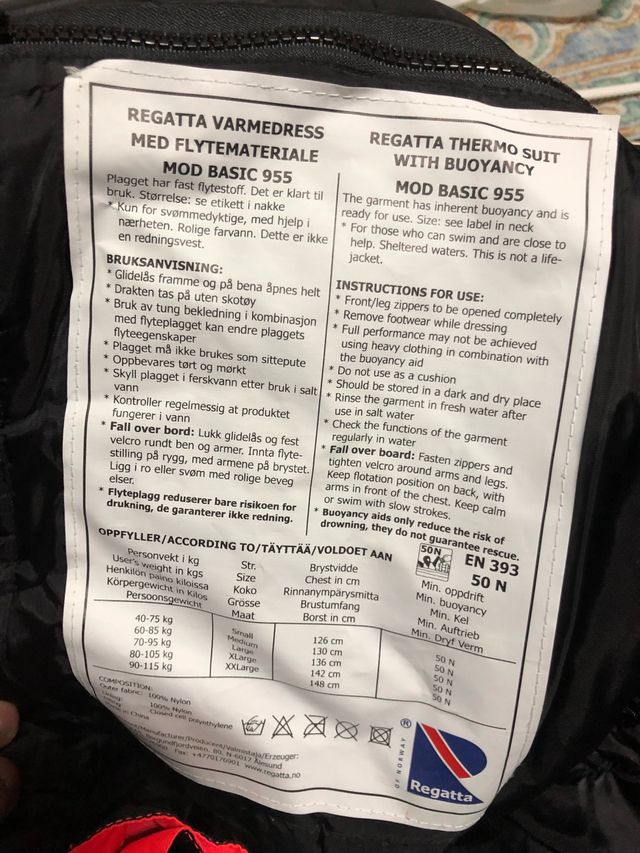 REGATTA VARMEDRESS
MED FLYTEMATERIALE
MOD BASIC 955
Plagget har fast flytestoff. Det er klart til
bruk. Størrelse: se etikett i nakke
* Kun for svømmedyktige, med hjelp i
nærheten. Rolige farvann. Dette er ikke
en redningsvest.
BRUKSANVISNING:
* Glidelås framme og på bena åpnes helt
* Drakten tas på uten skotøy
* Bruk av tung bekledning i kombinasjon
med flyteplagget kan endre plaggets
flyteegenskaper
* Plagget må ikke brukes som sittepute
* Oppbevares tørt og mørkt
* Skyll plagget i ferskvann etter bruk i salt
vann
* Kontroller regelmessig at produktet
fungerer i vann
* Fall over bord: Lukk glidelås og fest
velcro rundt ben og armer. Innta flyte-
stilling på rygg, med armene på brystet.
Ligg i ro eller svøm med rolige beveg
elser.
* Flyteplagg reduserer bare risikoen for
drukning, de garanterer ikke redning.
REGATTA THERMO SUIT
WITH BUOYANCY
MOD BASIC 955
The garment has inherent buoyancy and is
ready for use. Size: see label in neck
* For those who can swim and are close to
help. Sheltered waters. This is not a life-
jacket.
INSTRUCTIONS FOR USE:
* Front/leg zippers to be opened completely
* Remove footwear while dressing
* Full performance may not be achieved
using heavy clothing in combination with
the buoyancy aid
* Do not use as a cushion
* Should be stored in a dark and dry place
* Rinse the garment in fresh water after
use in salt water
* Check the functions of the garment
regularly in water
* Fall over board: Fasten zippers and
tighten velcro around arms and legs.
Keep flotation position on back, with
arms in front of the chest. Keep calm
or swim with slow strokes.
* Buoyancy aids only reduce the risk of
drowning, they do not guarantee rescue.
OPPFYLLER/ACCORDING TO/TÄYTTÄÄ/VOLDOET AAN
50N
EN 393
50 N
Personvekt i kg Str. Brystvidde Min. oppdrift
User's weight in kgs Size Chest in cm Min. buoyancy
Henkilön paino kiloissa Koko Rinnanympärysmitta Min. Kel
Körpergewicht in Kilos Grösse Brustumfang Min. Auftrieb
Persoonsgewicht Maat Borst in cm Min. Dryf Verm
40-75 kg Small 126 cm 50 N
60-85 kg Medium 130 cm 50 N
70-95 kg Large 136 cm 50 N
80-105 kg XLarge 142 cm 50 N
90-115 kg XXLarge 148 cm 50 N
COMPOSITION:
Outer fabric: 100% Nylon
100% Nylon
Closed cell polyethylene
in China
/Manufacturer/Producent/Valmistaja/Erzeuger:
80, N-6017 Ålesund
Fax: +4770176901 www.regatta.no
OF NORWAY ®
Regatta